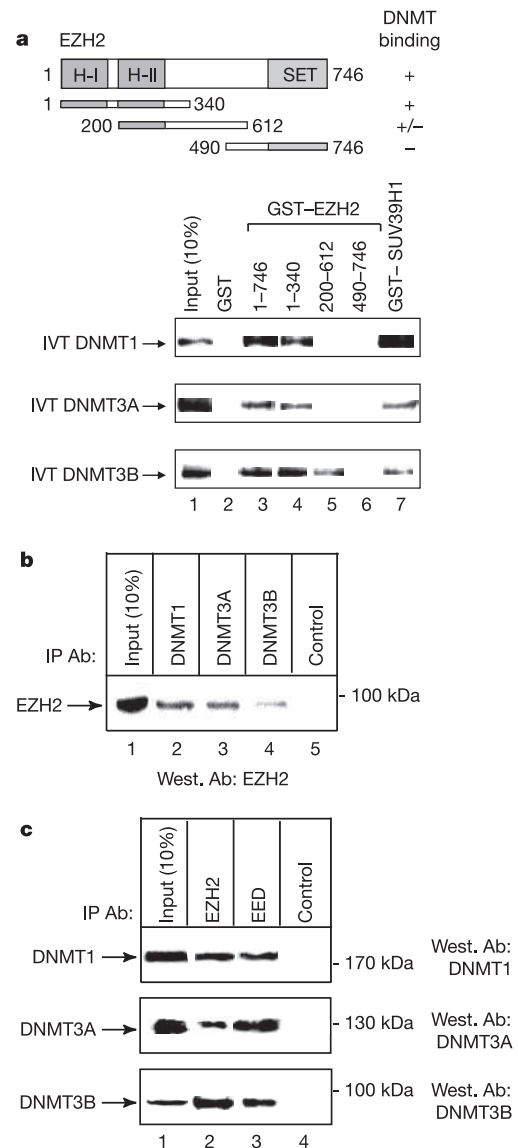 a
EZH2
DNMT binding
1 H-I H-II SET 746 +
1 340 +
200 612 +/–
490 746 –
GST–EZH2
Input (10%) GST 1–746 1–340 200–612 490–746 GST– SUV39H1
IVT DNMT1
IVT DNMT3A
IVT DNMT3B
1 2 3 4 5 6 7
b
IP Ab: Input (10%) DNMT1 DNMT3A DNMT3B Control
EZH2 - 100 kDa
1 2 3 4 5
West. Ab: EZH2
c
IP Ab: Input (10%) EZH2 EED Control
DNMT1 - 170 kDa West. Ab: DNMT1
DNMT3A - 130 kDa West. Ab: DNMT3A
DNMT3B - 100 kDa West. Ab: DNMT3B
1 2 3 4